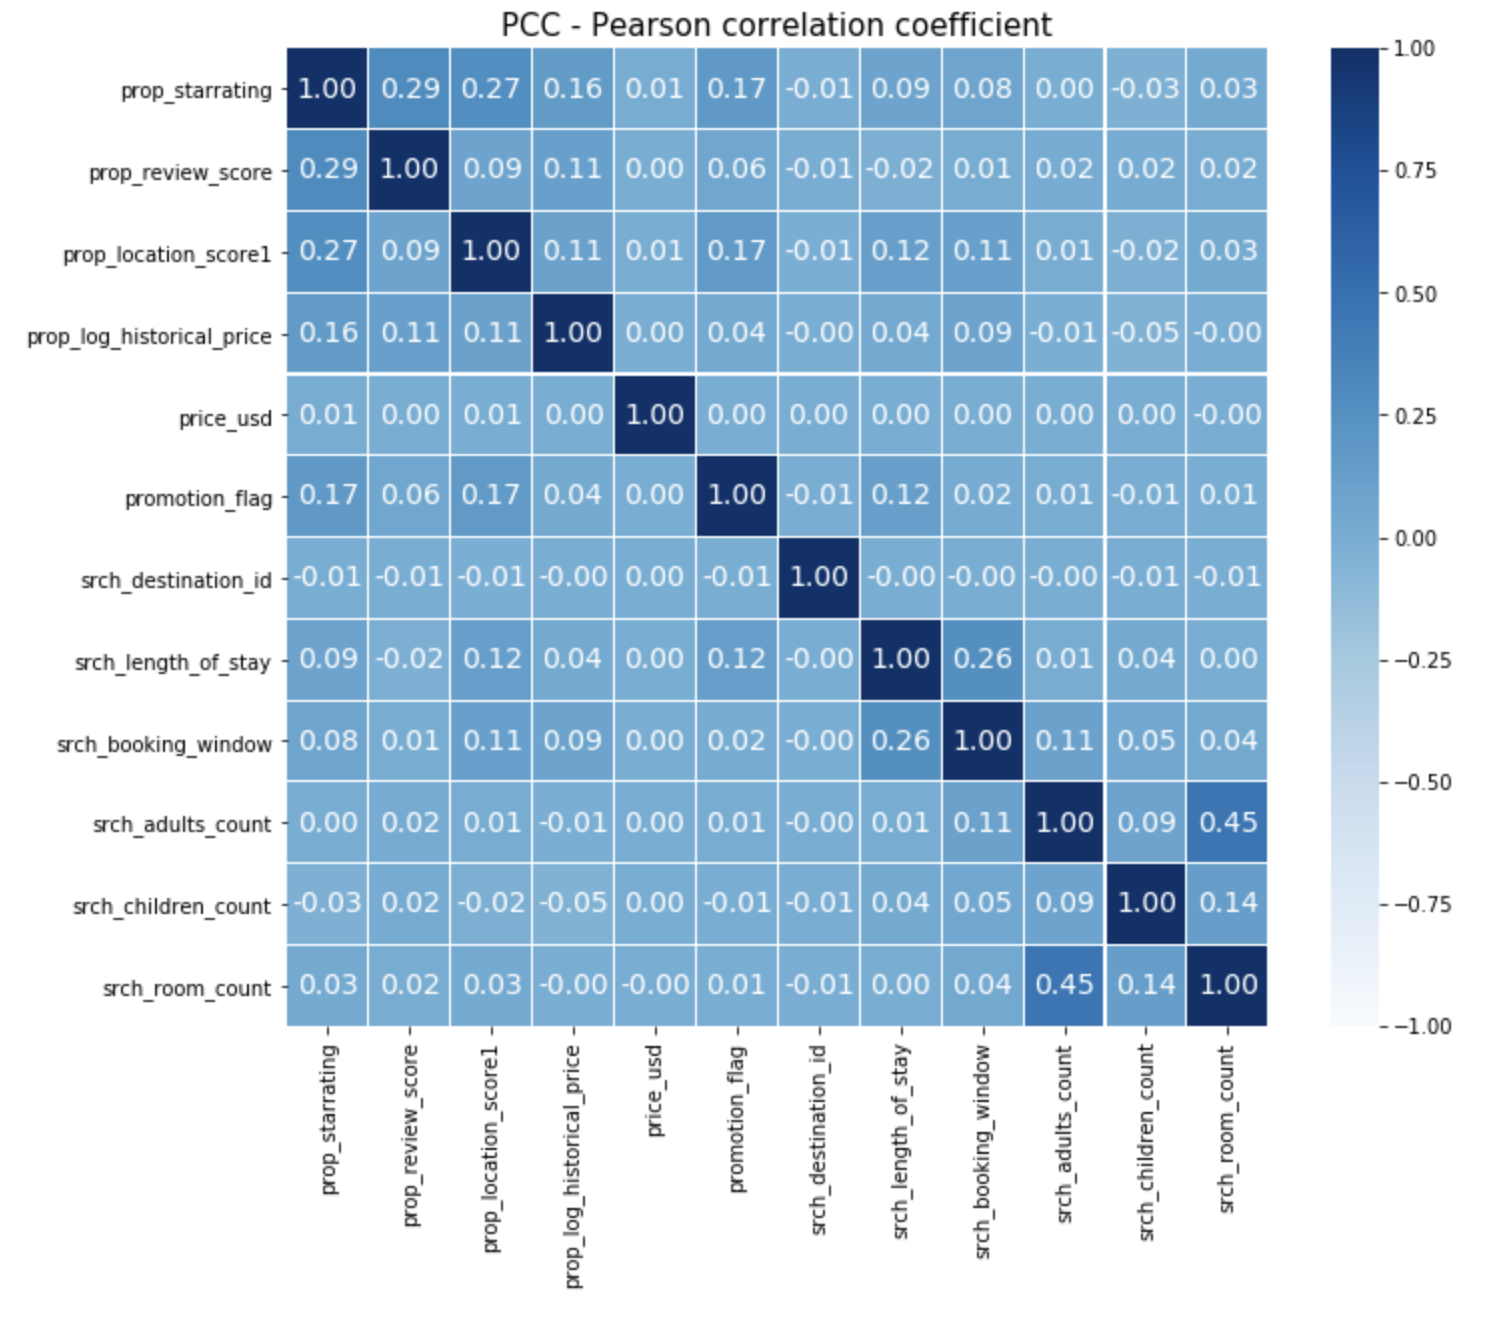 PCC - Pearson correlation coefficient
prop_starrating 1.00 0.29 0.27 0.16 0.01 0.17 -0.01 0.09 0.08 0.00 -0.03 0.03
prop_review_score 0.29 1.00 0.09 0.11 0.00 0.06 -0.01 -0.02 0.01 0.02 0.02 0.02
prop_location_score1 0.27 0.09 1.00 0.11 0.01 0.17 -0.01 0.12 0.11 0.01 -0.02 0.03
prop_log_historical_price 0.16 0.11 0.11 1.00 0.00 0.04 -0.00 0.04 0.09 -0.01 -0.05 -0.00
price_usd 0.01 0.00 0.01 0.00 1.00 0.00 0.00 0.00 0.00 0.00 0.00 -0.00
promotion_flag 0.17 0.06 0.17 0.04 0.00 1.00 -0.01 0.12 0.02 0.01 -0.01 0.01
srch_destination_id -0.01 -0.01 -0.01 -0.00 0.00 -0.01 1.00 -0.00 -0.00 -0.00 -0.01 -0.01
srch_length_of_stay 0.09 -0.02 0.12 0.04 0.00 0.12 -0.00 1.00 0.26 0.01 0.04 0.00
srch_booking_window 0.08 0.01 0.11 0.09 0.00 0.02 -0.00 0.26 1.00 0.11 0.05 0.04
srch_adults_count 0.00 0.02 0.01 -0.01 0.00 0.01 -0.00 0.01 0.11 1.00 0.09 0.45
srch_children_count -0.03 0.02 -0.02 -0.05 0.00 -0.01 -0.01 0.04 0.05 0.09 1.00 0.14
srch_room_count 0.03 0.02 0.03 -0.00 -0.00 0.01 -0.01 0.00 0.04 0.45 0.14 1.00
prop_starrating
prop_review_score
prop_location_score1
prop_log_historical_price
price_usd
promotion_flag
srch_destination_id
srch_length_of_stay
srch_booking_window
srch_adults_count
srch_children_count
srch_room_count
1.00
0.75
0.50
0.25
0.00
−0.25
−0.50
−0.75
−1.00